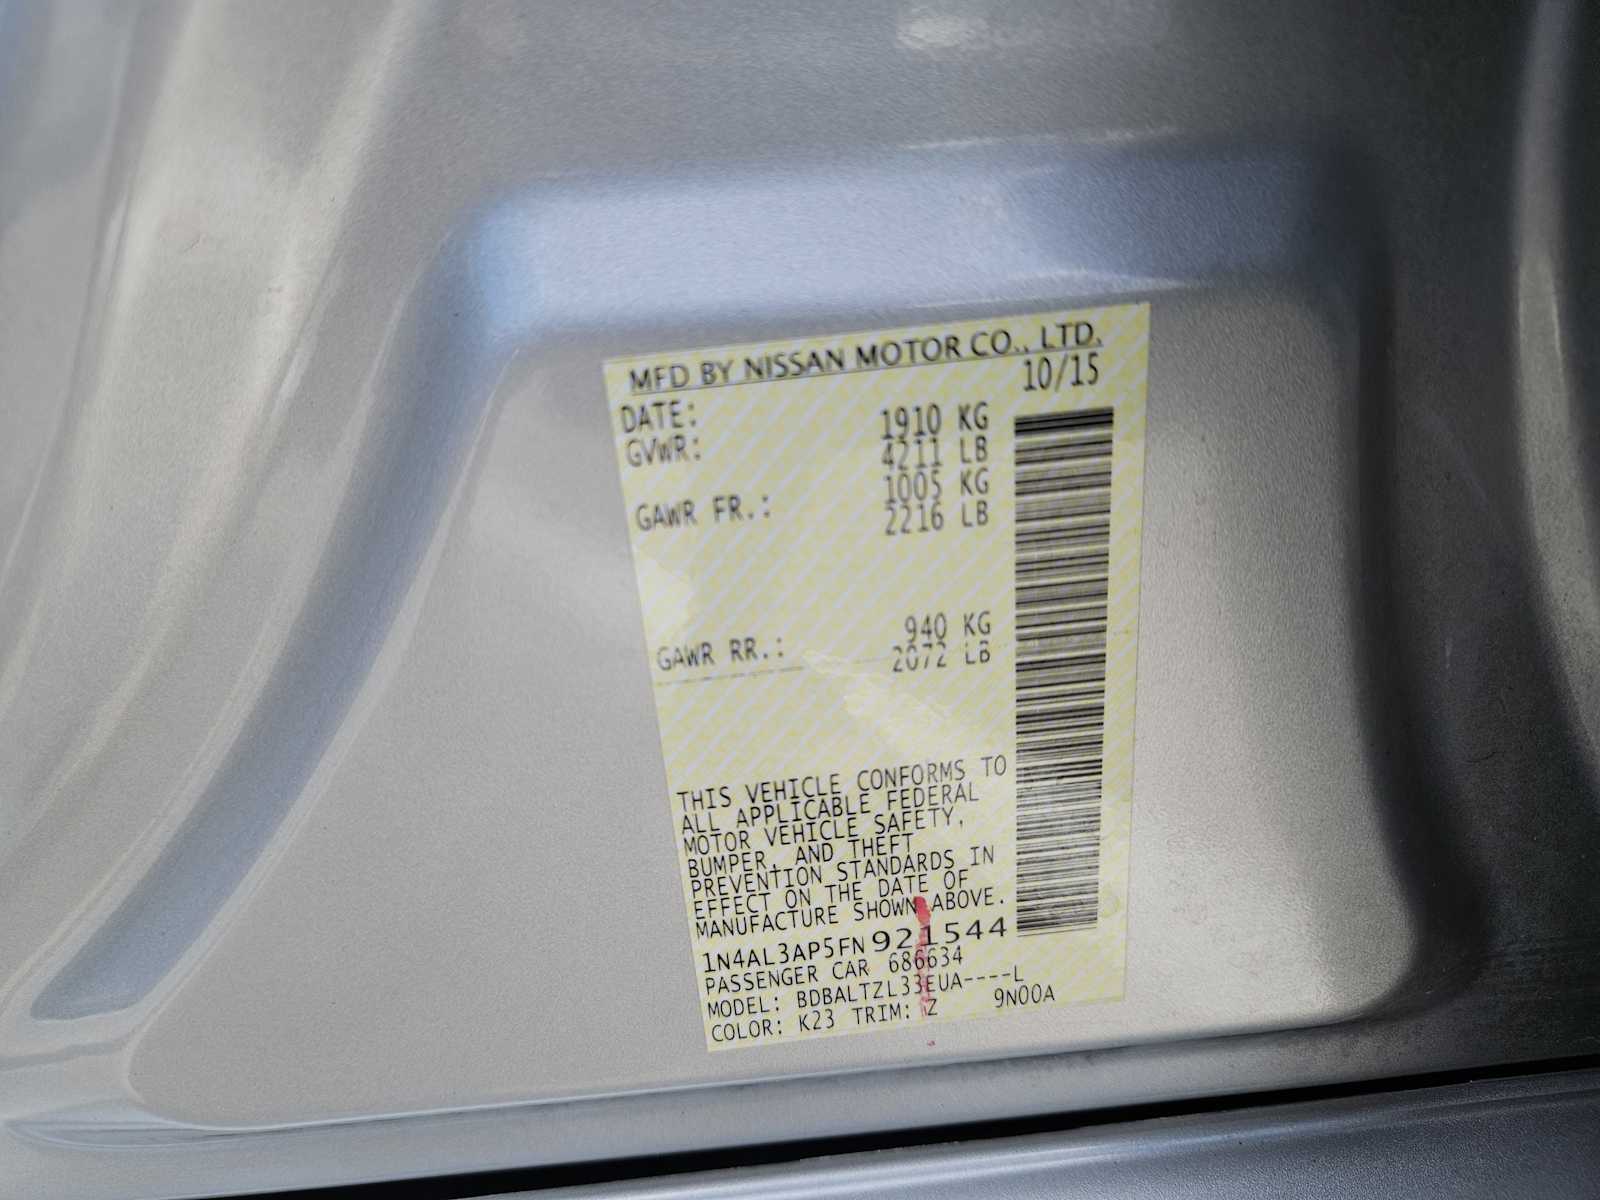 MFD BY NISSAN MOTOR CO., LTD.
DATE: 10/15
GVWR: 1910 KG
4211 LB
GAWR FR.: 1005 KG
2216 LB
GAWR RR.: 940 KG
2072 LB
THIS VEHICLE CONFORMS TO
ALL APPLICABLE FEDERAL
MOTOR VEHICLE SAFETY,
BUMPER, AND THEFT
PREVENTION STANDARDS IN
EFFECT ON THE DATE OF
MANUFACTURE SHOWN ABOVE.
1N4AL3AP5FN921544
PASSENGER CAR 686634
MODEL: BDBALTZL33EUA----L
COLOR: K23 TRIM: Z 9N00A